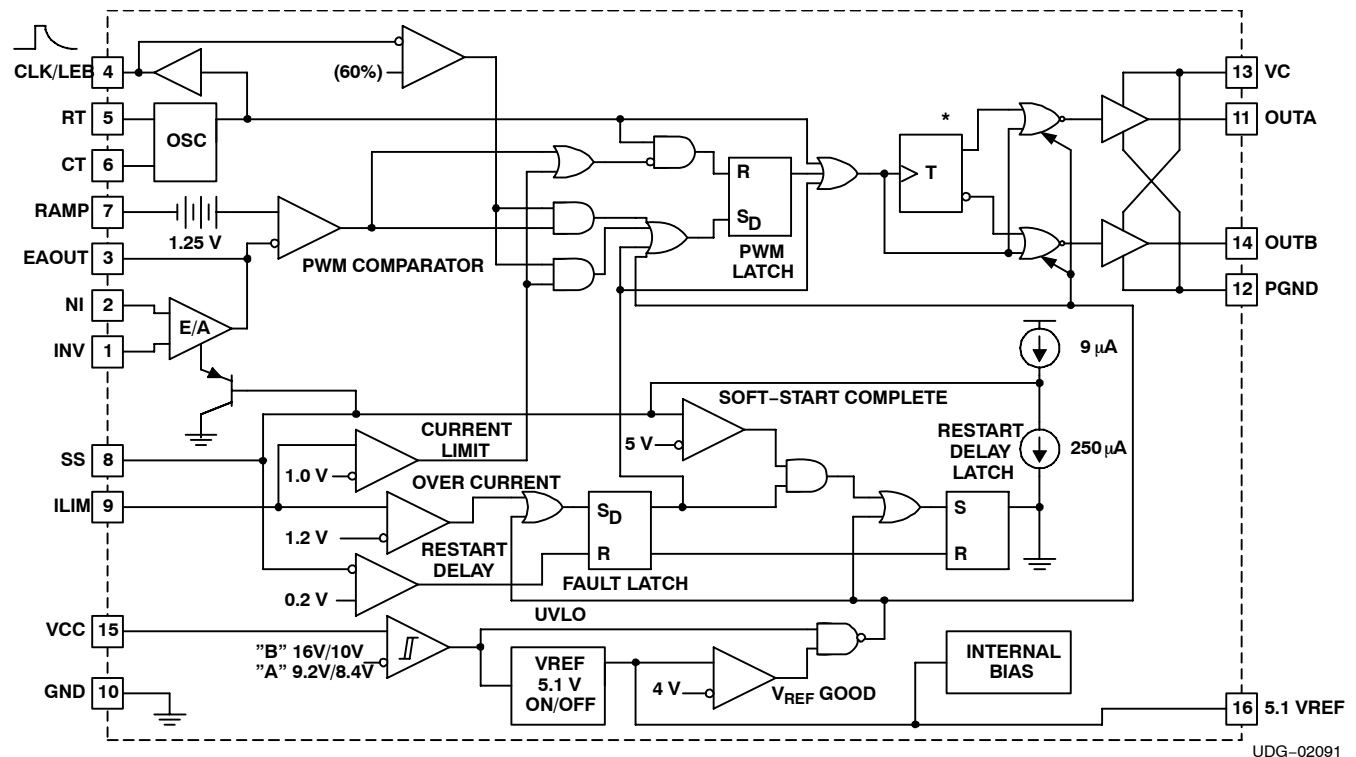 CLK/LEB 4
(60%)
13 VC
RT 5
OSC
*
11 OUTA
CT 6
R
T
RAMP 7
1.25 V
SD
EAOUT 3
PWM COMPARATOR
PWM
LATCH
14 OUTB
NI 2
12 PGND
E/A
INV 1
9 µA
SOFT−START COMPLETE
CURRENT
LIMIT
5 V
RESTART
DELAY
LATCH
250 µA
SS 8
1.0 V
OVER CURRENT
ILIM 9
SD
S
1.2 V
RESTART
DELAY
R
R
FAULT LATCH
0.2 V
UVLO
VCC 15
”B” 16V/10V
”A” 9.2V/8.4V
VREF
5.1 V
ON/OFF
INTERNAL
BIAS
4 V
VREF GOOD
GND 10
16 5.1 VREF
UDG−02091